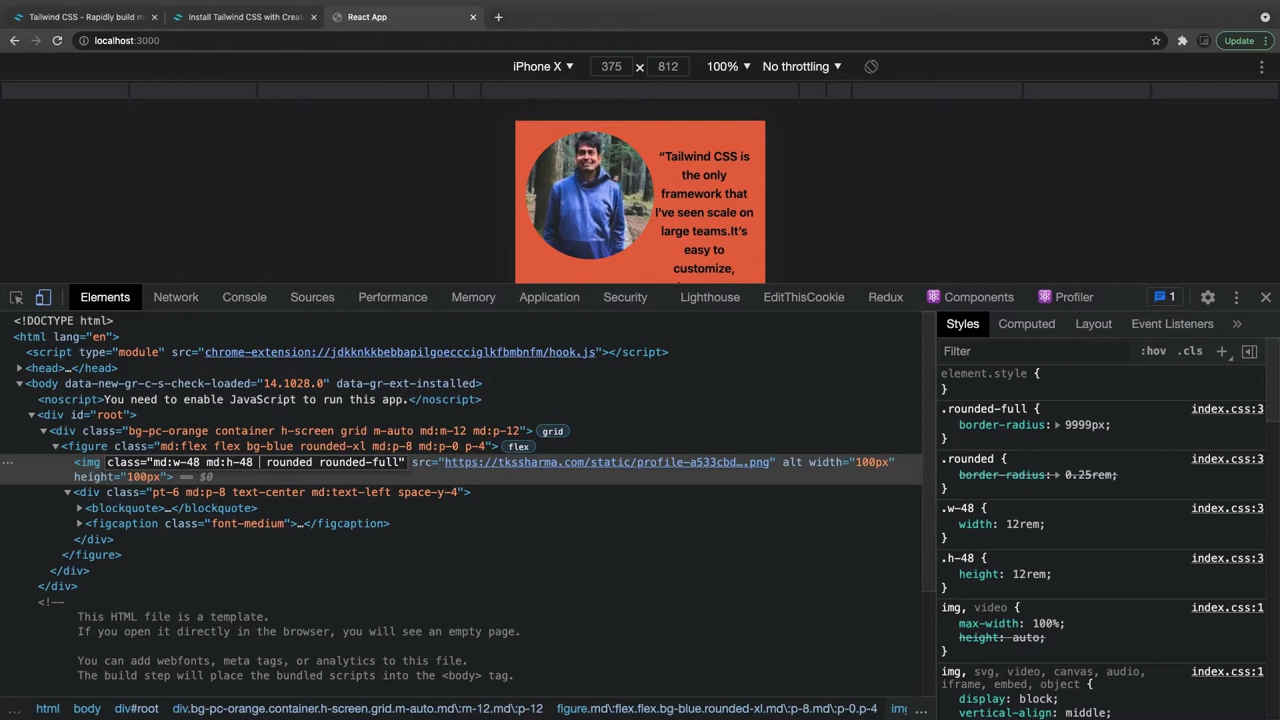 Tailwind CSS - Rapidly build m
Install Tailwind CSS with Create
React App
localhost:3000
Update
iPhone X
375
812
100%
No throttling
“Tailwind CSS is
the only
framework that
I've seen scale on
large teams.It’s
easy to
customize,
Elements
Network
Console
Sources
Performance
Memory
Application
Security
Lighthouse
EditThisCookie
Redux
Components
Profiler
1
<!DOCTYPE html>
<html lang="en">
<script type="module" src="chrome-extension://jdkknkkbebbapilgoeccciglkfbmbnfm/hook.js"></script>
<head>…</head>
<body data-new-gr-c-s-check-loaded="14.1028.0" data-gr-ext-installed>
<noscript>You need to enable JavaScript to run this app.</noscript>
<div id="root">
<div class="bg-pc-orange container h-screen grid m-auto md:m-12 md:p-12"> grid
<figure class="md:flex flex bg-blue rounded-xl md:p-8 md:p-0 p-4"> flex
<img class="md:w-48 md:h-48  rounded rounded-full" src="https://tkssharma.com/static/profile-a533cbd….png" alt width="100px"
height="100px"> == $0
<div class="pt-6 md:p-8 text-center md:text-left space-y-4">
<blockquote>…</blockquote>
<figcaption class="font-medium">…</figcaption>
</div>
</figure>
</div>
</div>
<!--
This HTML file is a template.
If you open it directly in the browser, you will see an empty page.
You can add webfonts, meta tags, or analytics to this file.
The build step will place the bundled scripts into the <body> tag.
html body div#root div.bg-pc-orange.container.h-screen.grid.m-auto.md\:m-12.md\:p-12 figure.md\:flex.flex.bg-blue.rounded-xl.md\:p-8.md\:p-0.p-4 img
Styles
Computed
Layout
Event Listeners
Filter
:hov .cls
element.style {
}
.rounded-full { index.css:3
border-radius: 9999px;
}
.rounded { index.css:3
border-radius: 0.25rem;
}
.w-48 { index.css:3
width: 12rem;
}
.h-48 { index.css:3
height: 12rem;
}
img, video { index.css:1
max-width: 100%;
height: auto;
}
img, svg, video, canvas, audio, index.css:1
iframe, embed, object {
display: block;
vertical-align: middle;